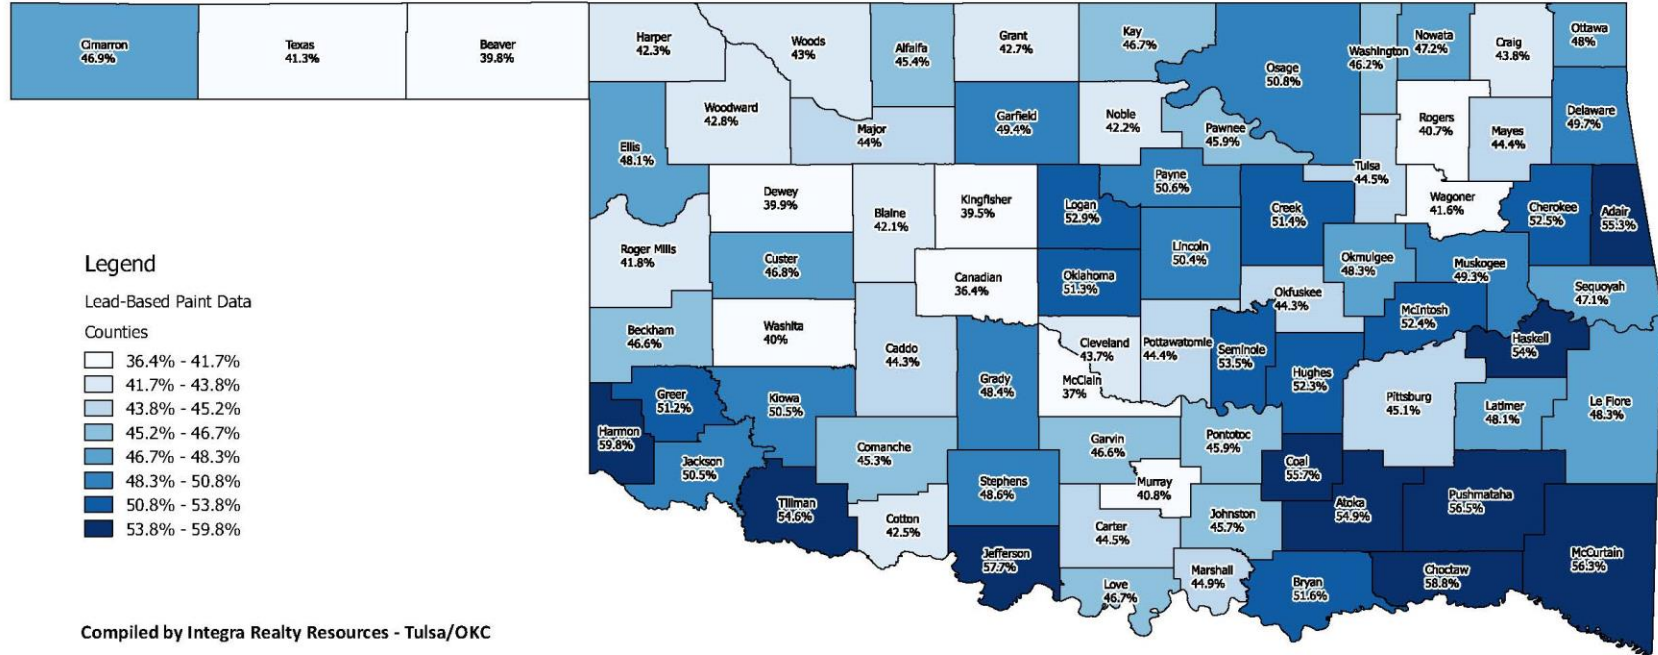 Cimarron
46.9%
Texas
41.3%
Beaver
39.8%
Harper
42.3%
Woods
43%
Alfalfa
45.4%
Grant
42.7%
Kay
46.7%
Osage
50.8%
Washington
46.2%
Nowata
47.2%
Craig
43.8%
Ottawa
48%
Woodward
42.8%
Ellis
48.1%
Major
44%
Garfield
49.4%
Noble
42.2%
Pawnee
45.9%
Rogers
40.7%
Mayes
44.4%
Delaware
49.7%
Dewey
39.9%
Blaine
42.1%
Kingfisher
39.5%
Logan
52.9%
Payne
50.6%
Creek
51.4%
Tulsa
44.5%
Wagoner
41.6%
Cherokee
52.5%
Adair
55.3%
Roger Mills
41.8%
Custer
46.8%
Canadian
36.4%
Oklahoma
51.3%
Lincoln
50.4%
Okmulgee
48.3%
Muskogee
49.3%
Sequoyah
47.1%
Okfuskee
44.3%
McIntosh
52.4%
Beckham
46.6%
Washita
40%
Caddo
44.3%
Grady
48.4%
Cleveland
43.7%
McClain
37%
Pottawatomie
44.4%
Seminole
53.5%
Hughes
52.3%
Haskell
54%
Pittsburg
45.1%
Latimer
48.1%
Le Flore
48.3%
Greer
51.2%
Kiowa
50.5%
Harmon
59.8%
Jackson
50.5%
Comanche
45.3%
Garvin
46.6%
Pontotoc
45.9%
Coal
55.7%
Tillman
54.6%
Cotton
42.5%
Stephens
48.6%
Murray
40.8%
Carter
44.5%
Johnston
45.7%
Atoka
54.9%
Pushmataha
56.5%
Jefferson
57.7%
Love
46.7%
Marshall
44.9%
Bryan
51.6%
Choctaw
58.8%
McCurtain
56.3%
Legend
Lead-Based Paint Data
Counties
36.4% - 41.7%
41.7% - 43.8%
43.8% - 45.2%
45.2% - 46.7%
46.7% - 48.3%
48.3% - 50.8%
50.8% - 53.8%
53.8% - 59.8%
Compiled by Integra Realty Resources - Tulsa/OKC